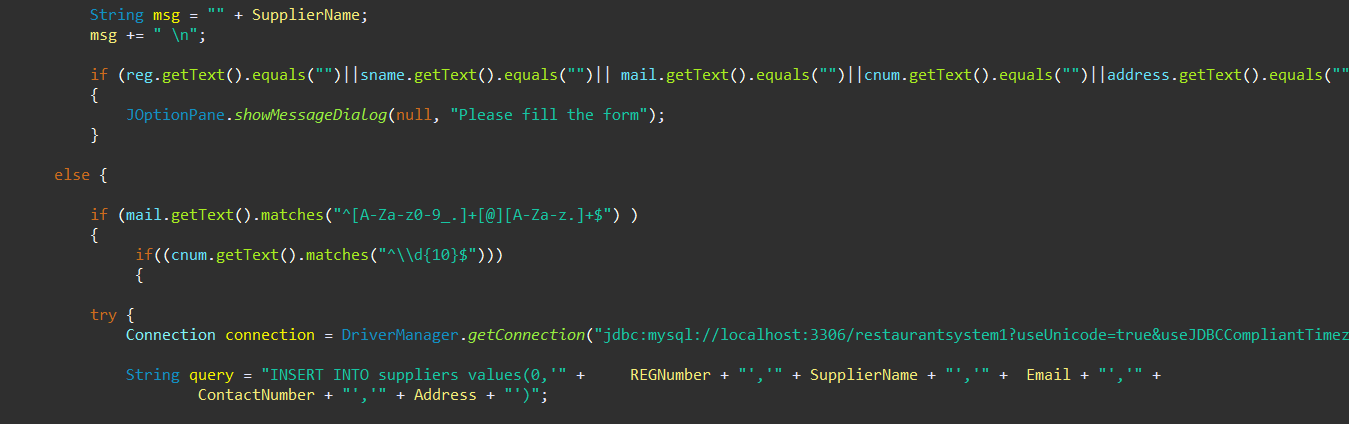 String msg = "" + SupplierName;
msg += " \n";
if (reg.getText().equals("")||sname.getText().equals("")|| mail.getText().equals("")||cnum.getText().equals("")||address.getText().equals(""
{
JOptionPane.showMessageDialog(null, "Please fill the form");
}
else {
if (mail.getText().matches("^[A-Za-z0-9_.]+[@][A-Za-z.]+$") )
{
if((cnum.getText().matches("^\\d{10}$")))
{
try {
Connection connection = DriverManager.getConnection("jdbc:mysql://localhost:3306/restaurantsystem1?useUnicode=true&useJDBCCompliantTimez
String query = "INSERT INTO suppliers values(0,'" + REGNumber + "','" + SupplierName + "','" + Email + "','" +
ContactNumber + "','" + Address + "')";